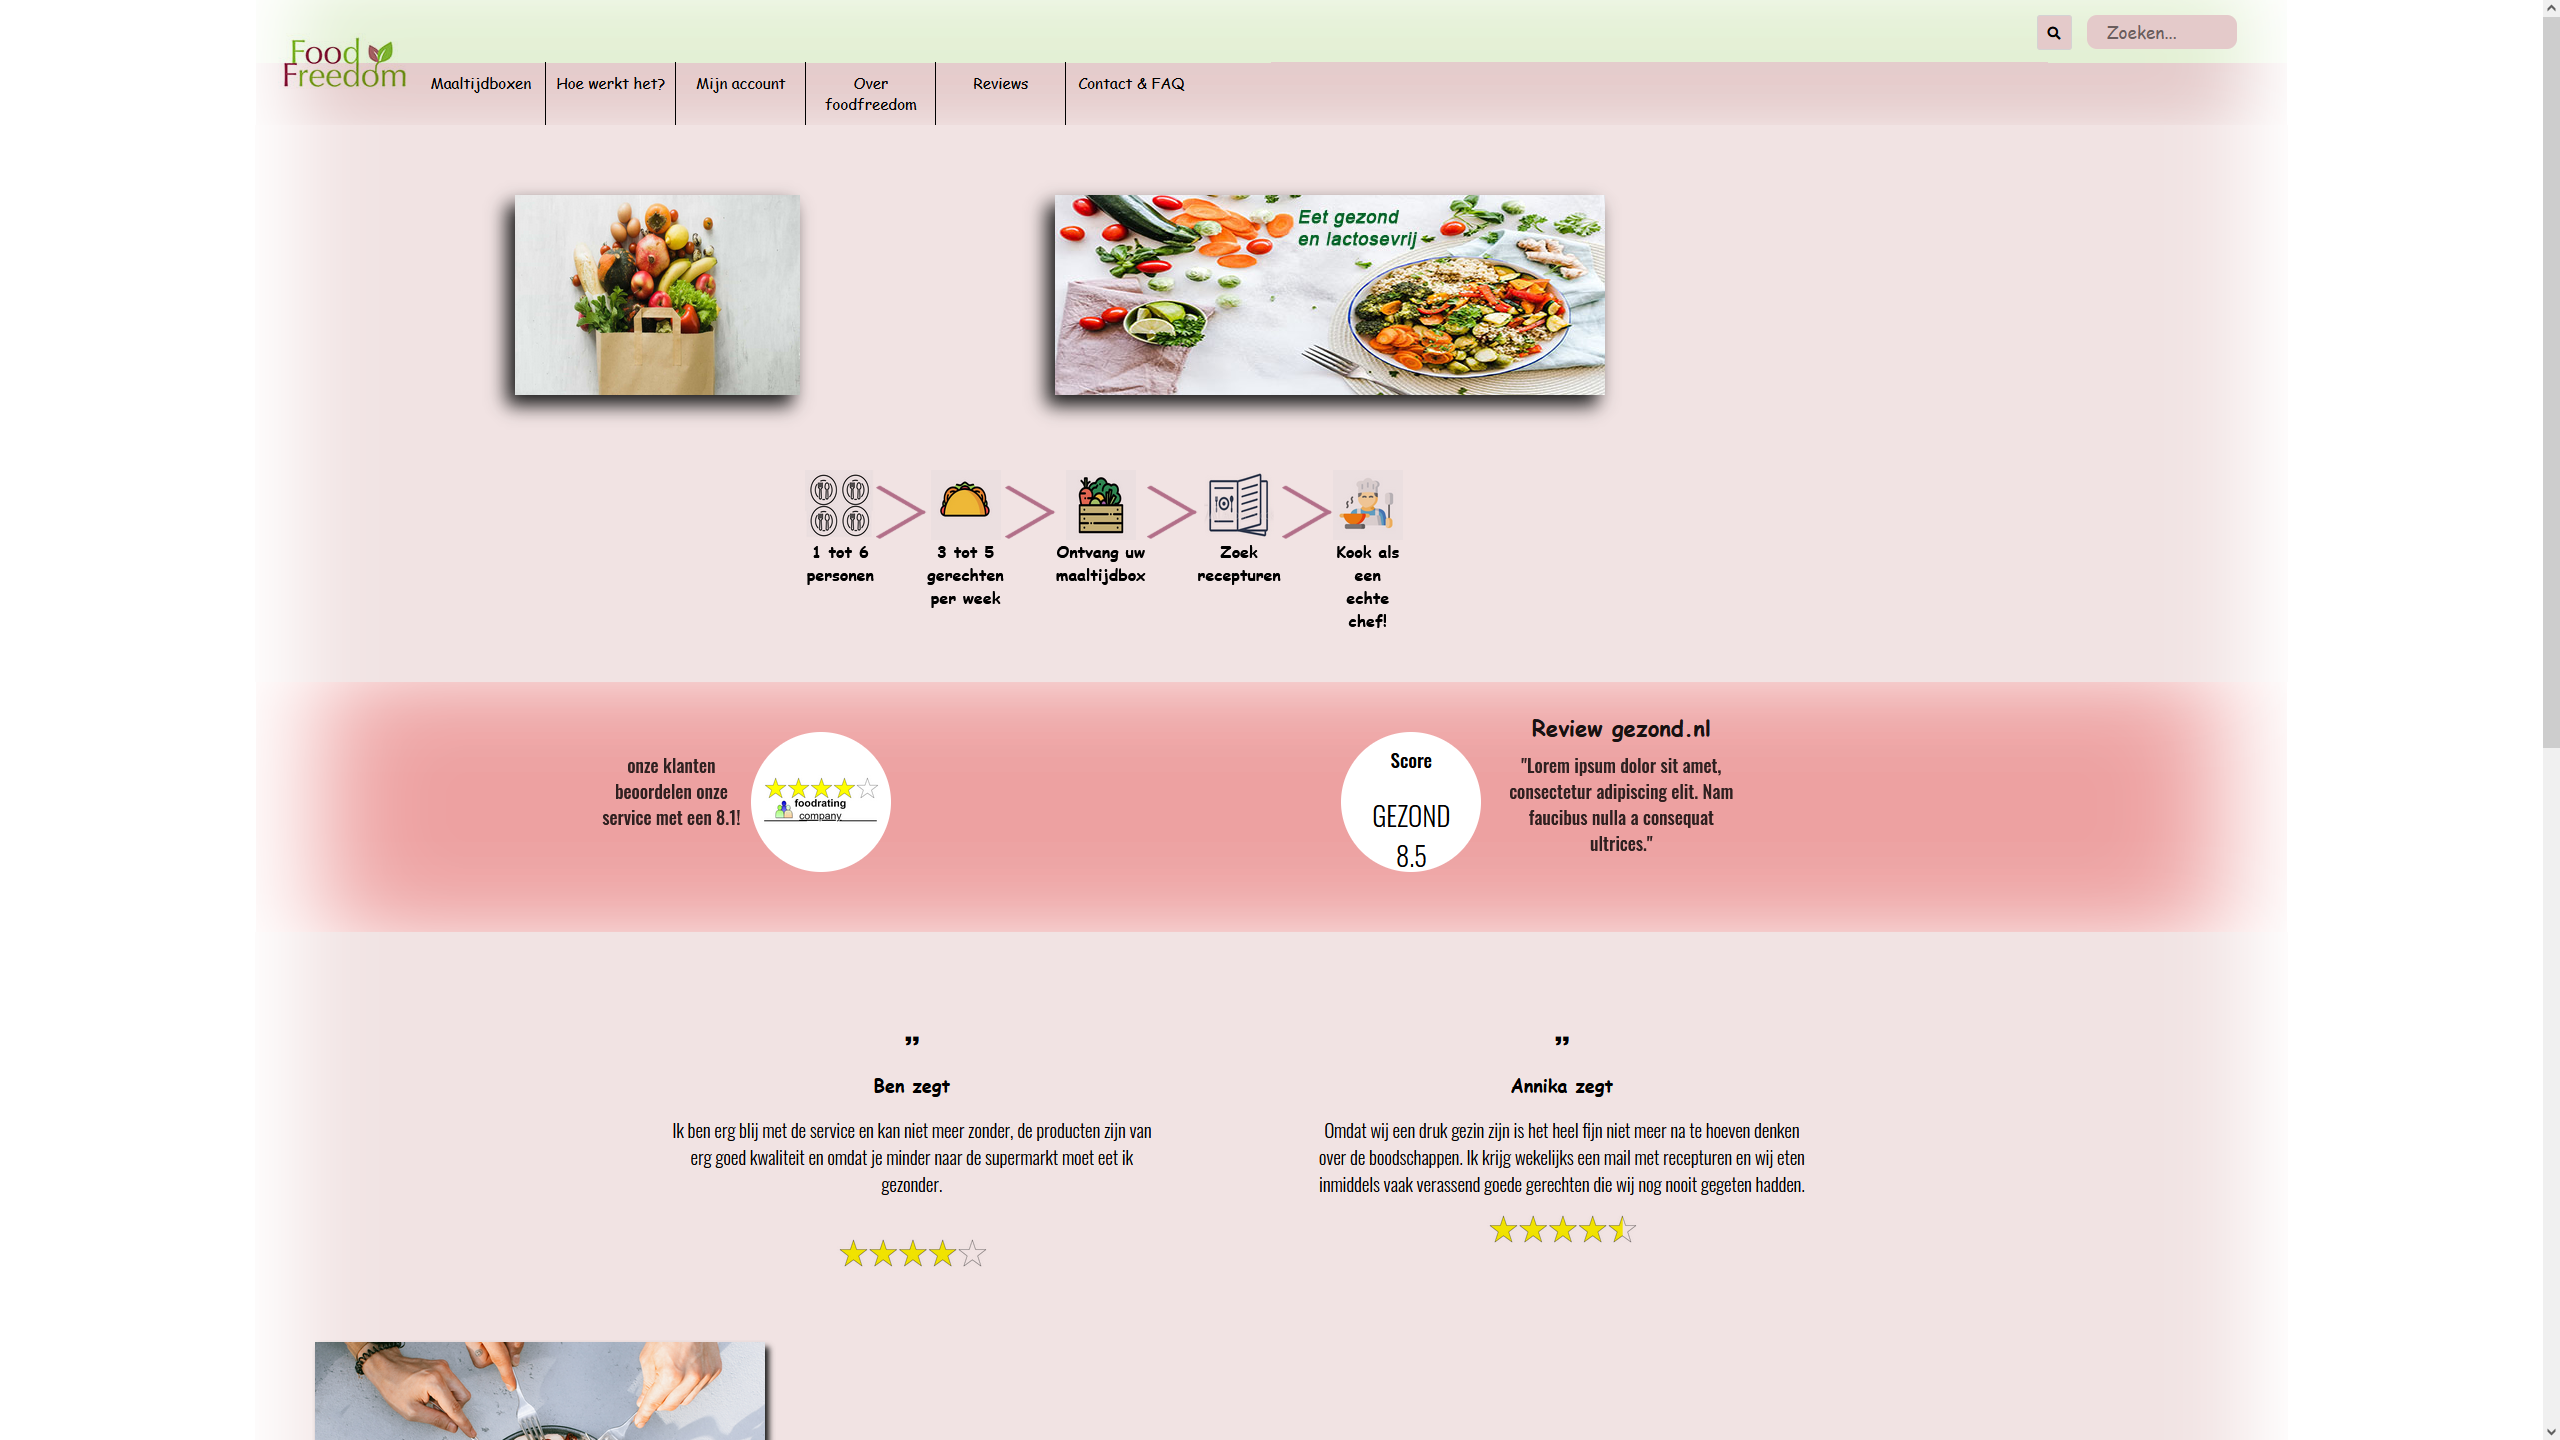 Food
Freedom
Zoeken...
Maaltijdboxen
Hoe werkt het?
Mijn account
Over
foodfreedom
Reviews
Contact & FAQ
Eet gezond
en lactosevrij
1 tot 6
personen
3 tot 5
gerechten
per week
Ontvang uw
maaltijdbox
Zoek
recepturen
Kook als
een
echte
chef!
onze klanten
beoordelen onze
service met een 8.1!
foodrating
company
Score
GEZOND
8.5
Review gezond.nl
"Lorem ipsum dolor sit amet,
consectetur adipiscing elit. Nam
faucibus nulla a consequat
ultrices."
”
Ben zegt
Ik ben erg blij met de service en kan niet meer zonder, de producten zijn van
erg goed kwaliteit en omdat je minder naar de supermarkt moet eet ik
gezonder.
”
Annika zegt
Omdat wij een druk gezin zijn is het heel fijn niet meer na te hoeven denken
over de boodschappen. Ik krijg wekelijks een mail met recepturen en wij eten
inmiddels vaak verassend goede gerechten die wij nog nooit gegeten hadden.